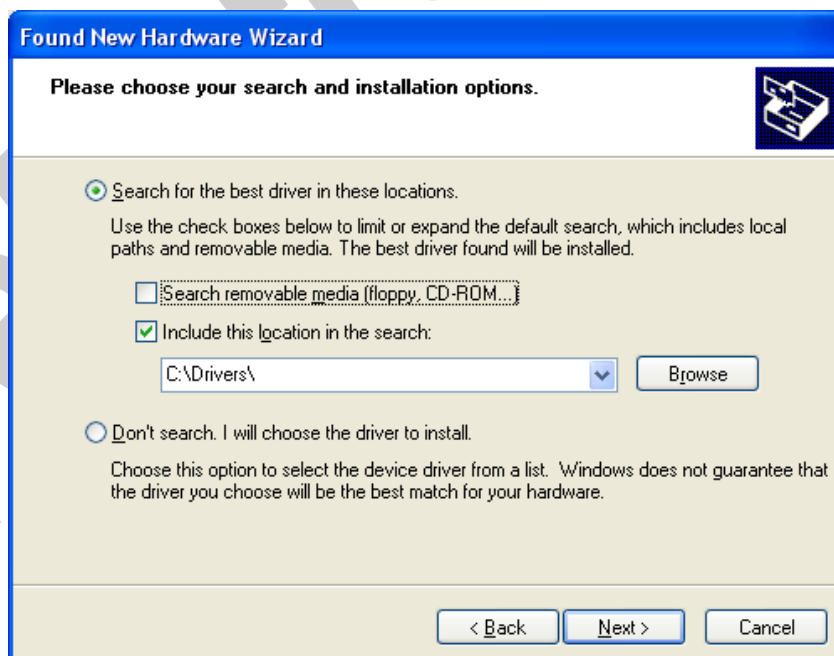 Found New Hardware Wizard
Please choose your search and installation options.
Search for the best driver in these locations.
Use the check boxes below to limit or expand the default search, which includes local
paths and removable media. The best driver found will be installed.
Search removable media (floppy, CD-ROM...)
Include this location in the search:
C:\Drivers\
Browse
Don't search. I will choose the driver to install.
Choose this option to select the device driver from a list. Windows does not guarantee that
the driver you choose will be the best match for your hardware.
< Back Next > Cancel